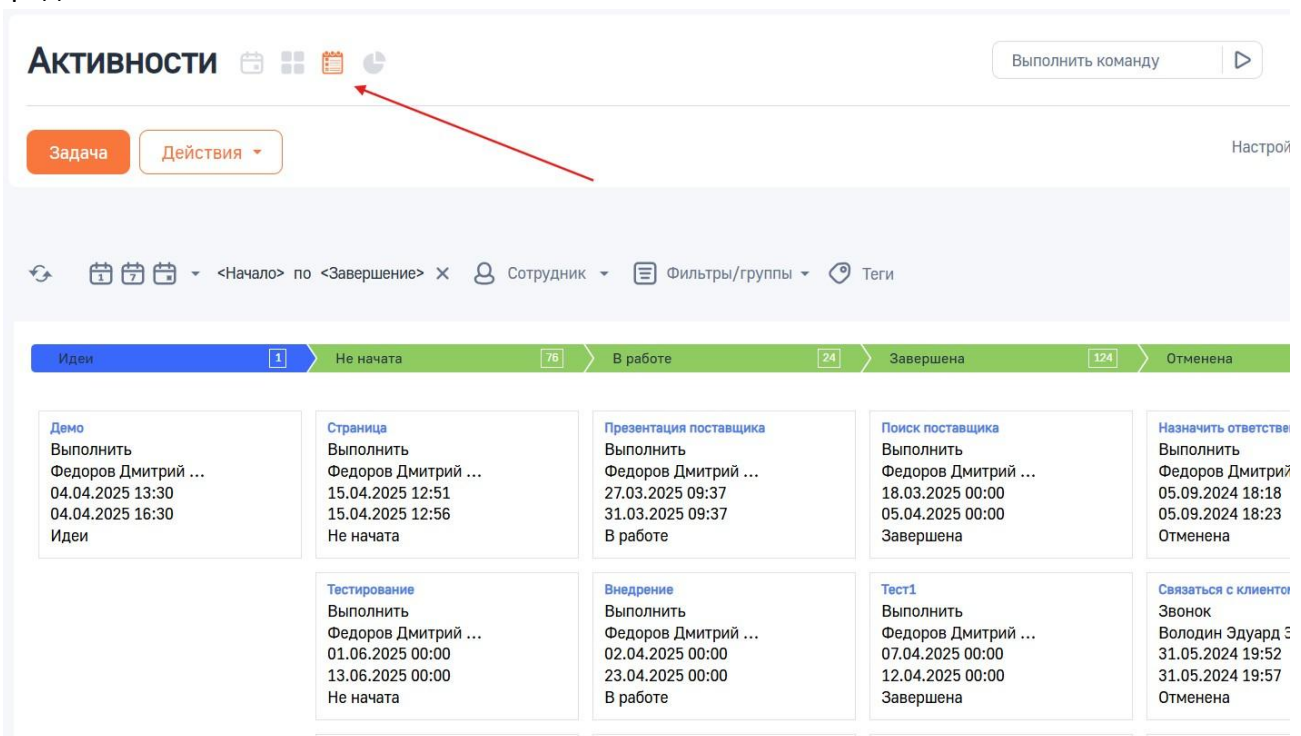 Активности
Выполнить команду
Задача
Действия
1
7
<Начало> по <Завершение>
Сотрудник
Фильтры/группы
Теги
Идеи 1
Не начата 76
В работе 24
Завершена 124
Отменена
Демо
Выполнить
Федоров Дмитрий ...
04.04.2025 13:30
04.04.2025 16:30
Идеи
Страница
Выполнить
Федоров Дмитрий ...
15.04.2025 12:51
15.04.2025 12:56
Не начата
Презентация поставщика
Выполнить
Федоров Дмитрий ...
27.03.2025 09:37
31.03.2025 09:37
В работе
Поиск поставщика
Выполнить
Федоров Дмитрий ...
18.03.2025 00:00
05.04.2025 00:00
Завершена
Назначить
Выполнить
Федоров Дмитрий
05.09.2024 18:18
05.09.2024 18:23
Отменена
Тестирование
Выполнить
Федоров Дмитрий ...
01.06.2025 00:00
13.06.2025 00:00
Не начата
Внедрение
Выполнить
Федоров Дмитрий ...
02.04.2025 00:00
23.04.2025 00:00
В работе
Тест1
Выполнить
Федоров Дмитрий ...
07.04.2025 00:00
12.04.2025 00:00
Завершена
Связаться с
Звонок
Володин Эдуард
31.05.2024 19:52
31.05.2024 19:57
Отменена